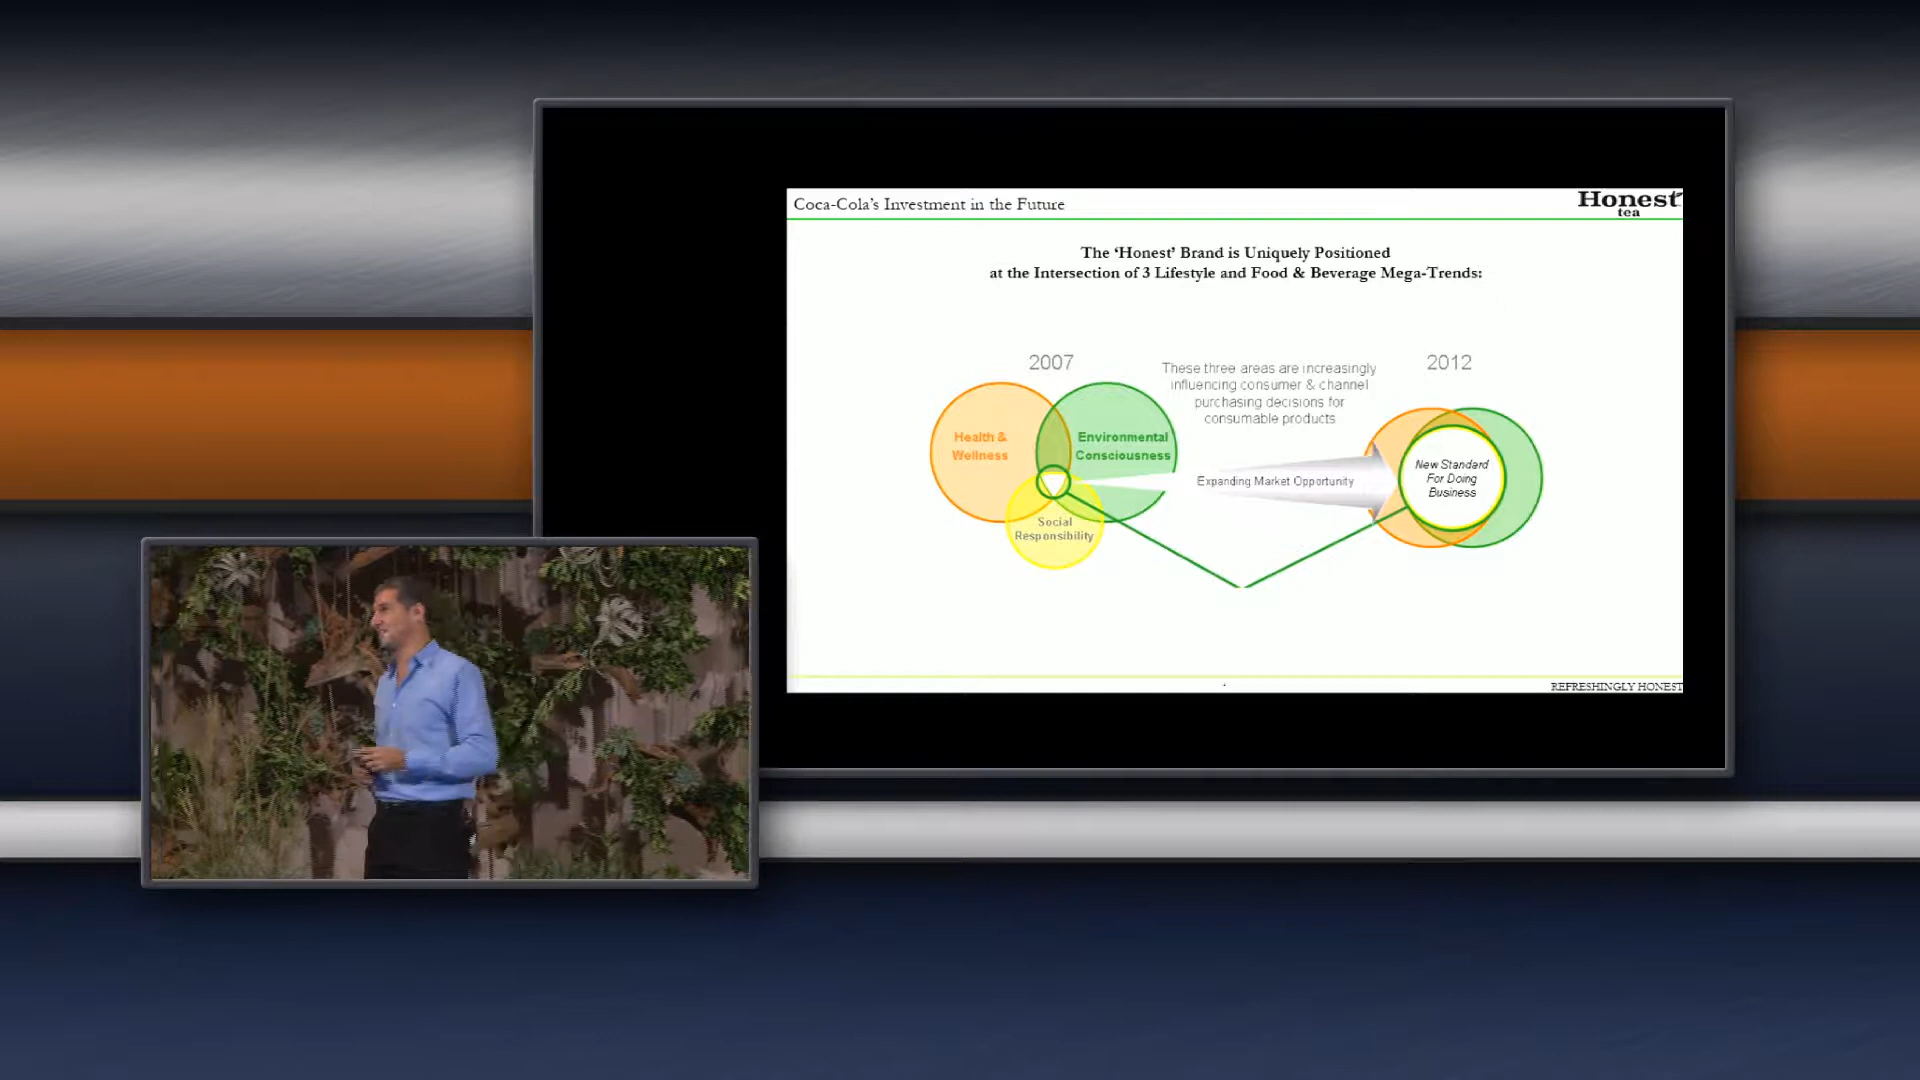 Coca-Cola's Investment in the Future
Honest
tea
The ‘Honest’ Brand is Uniquely Positioned
at the Intersection of 3 Lifestyle and Food & Beverage Mega-Trends:
2007
These three areas are increasingly
influencing consumer & channel
purchasing decisions for
consumable products
2012
Health &
Wellness
Environmental
Consciousness
Social
Responsibility
Expanding Market Opportunity
New Standard
For Doing
Business
REFRESHINGLY HONEST